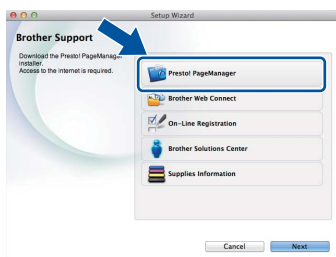 Setup Wizard
Brother Support
Download the Presto! PageManager
installer.
Access to the internet is required.
Presto! PageManager
Brother Web Connect
On-Line Registration
Brother Solutions Center
Supplies Information
Cancel
Next